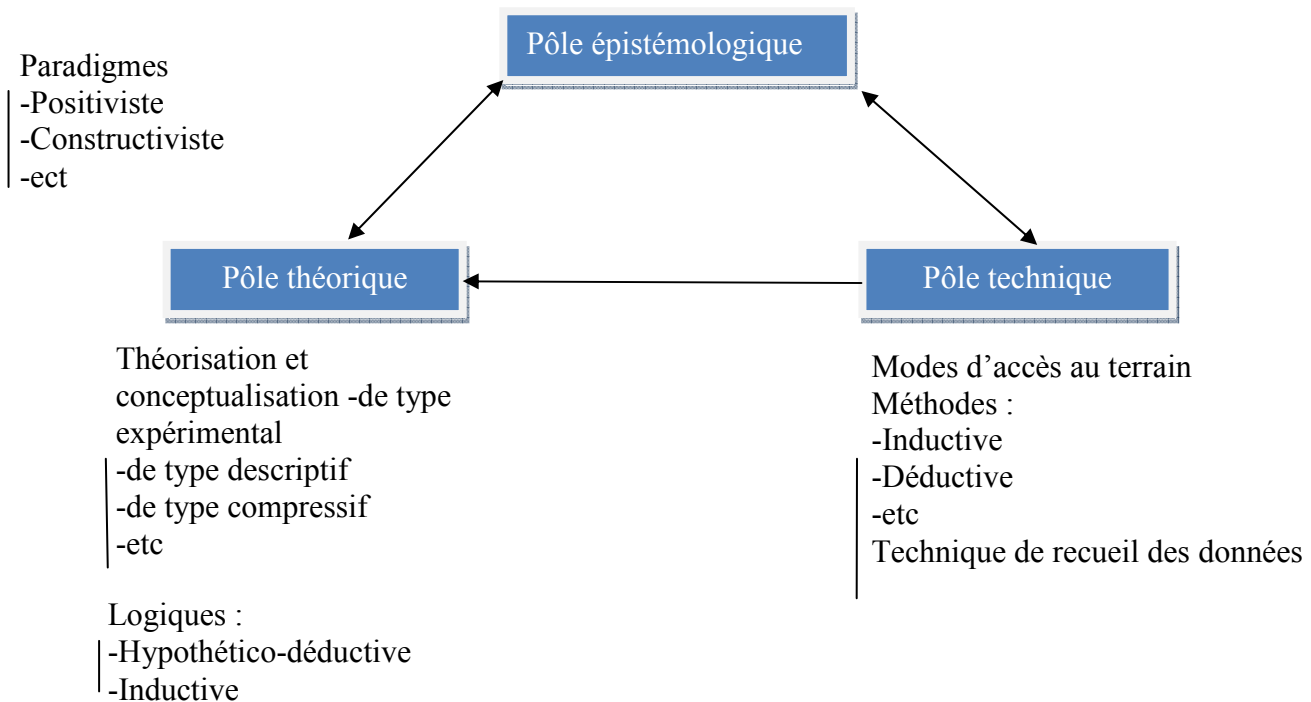 Pôle épistémologique
Paradigmes
-Positiviste
-Constructiviste
-ect
Pôle théorique
Pôle technique
Théorisation et
conceptualisation -de type
expérimental
-de type descriptif
-de type compressif
-etc
Logiques :
-Hypothético-déductive
-Inductive
Modes d’accès au terrain
Méthodes :
-Inductive
-Déductive
-etc
Technique de recueil des données